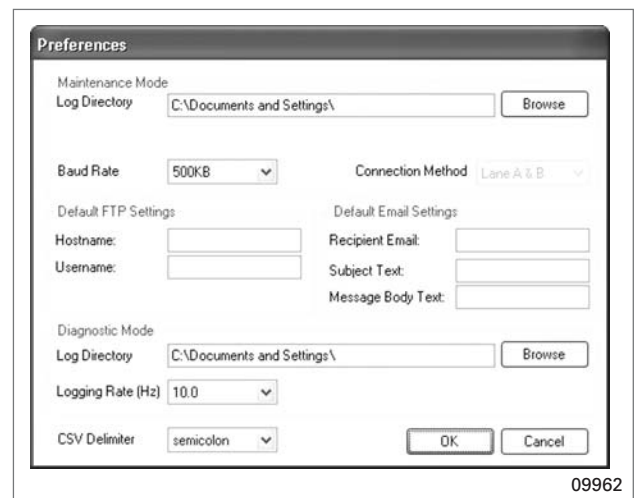 Preferences
Maintenance Mode
Log Directory C:\Documents and Settings\ Browse
Baud Rate 500KB Connection Method Lane A & B
Default FTP Settings Default Email Settings
Hostname: Recipient Email:
Username: Subject Text:
Message Body Text:
Diagnostic Mode
Log Directory C:\Documents and Settings\ Browse
Logging Rate (Hz) 10.0
CSV Delimiter semicolon OK Cancel
09962